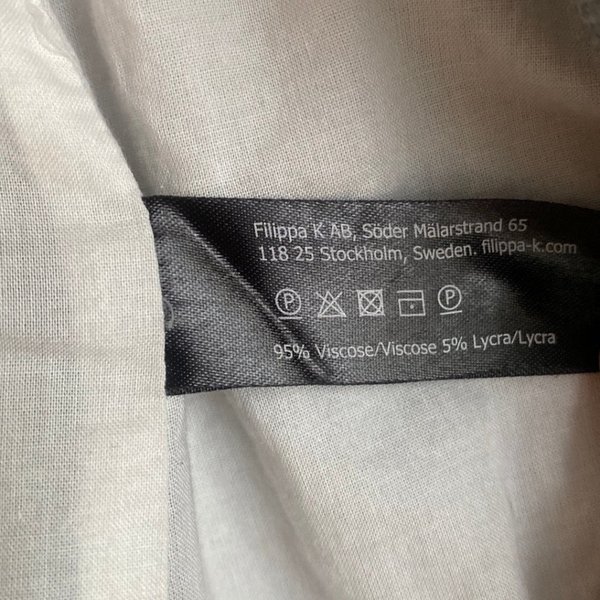 Filippa K AB, Söder Mälarstrand 65
118 25 Stockholm, Sweden. filippa-k.com
P P
95% Viscose/Viscose 5% Lycra/Lycra